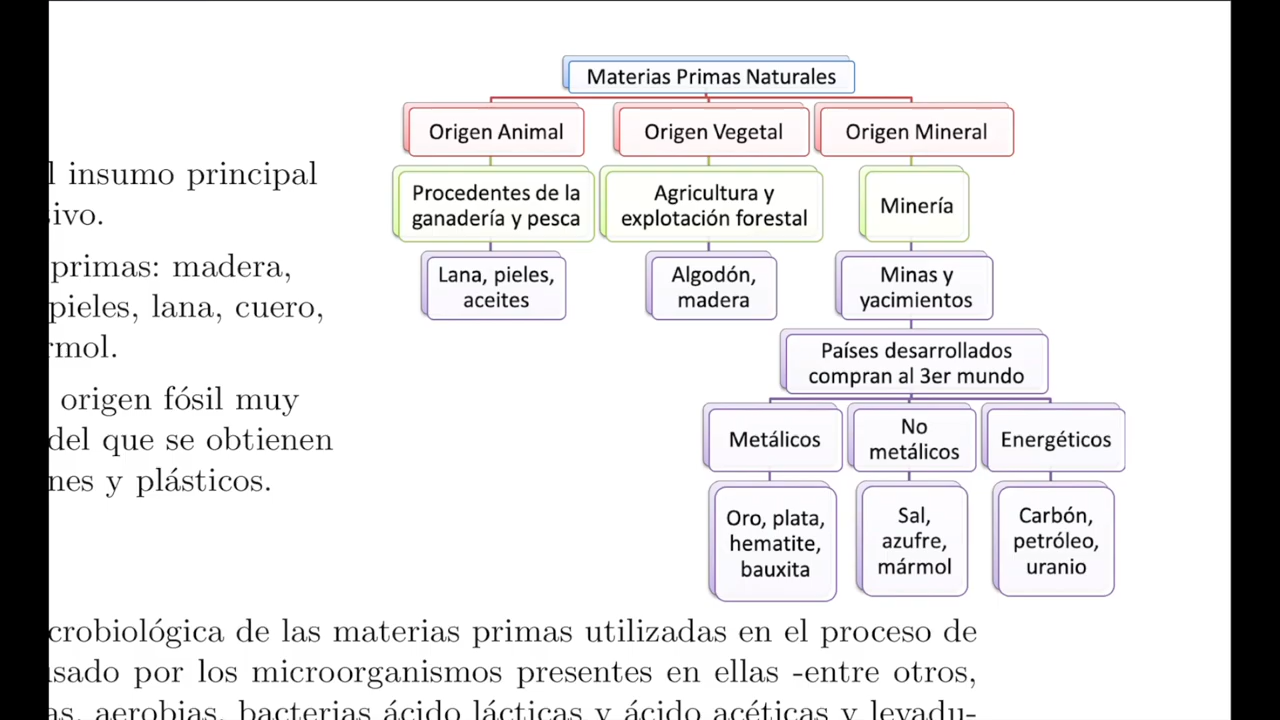 l insumo principal
ivo.
primas: madera,
pieles, lana, cuero,
rmol.
origen fósil muy
del que se obtienen
nes y plásticos.
Materias Primas Naturales
Origen Animal
Origen Vegetal
Origen Mineral
Procedentes de la
ganadería y pesca
Agricultura y
explotación forestal
Minería
Lana, pieles,
aceites
Algodón,
madera
Minas y
yacimientos
Países desarrollados
compran al 3er mundo
Metálicos
No
metálicos
Energéticos
Oro, plata,
hematite,
bauxita
Sal,
azufre,
mármol
Carbón,
petróleo,
uranio
crobiológica de las materias primas utilizadas en el proceso de
sado por los microorganismos presentes en ellas -entre otros,
as, aerobias, bacterias ácido lácticas y ácido acéticas y levadu-